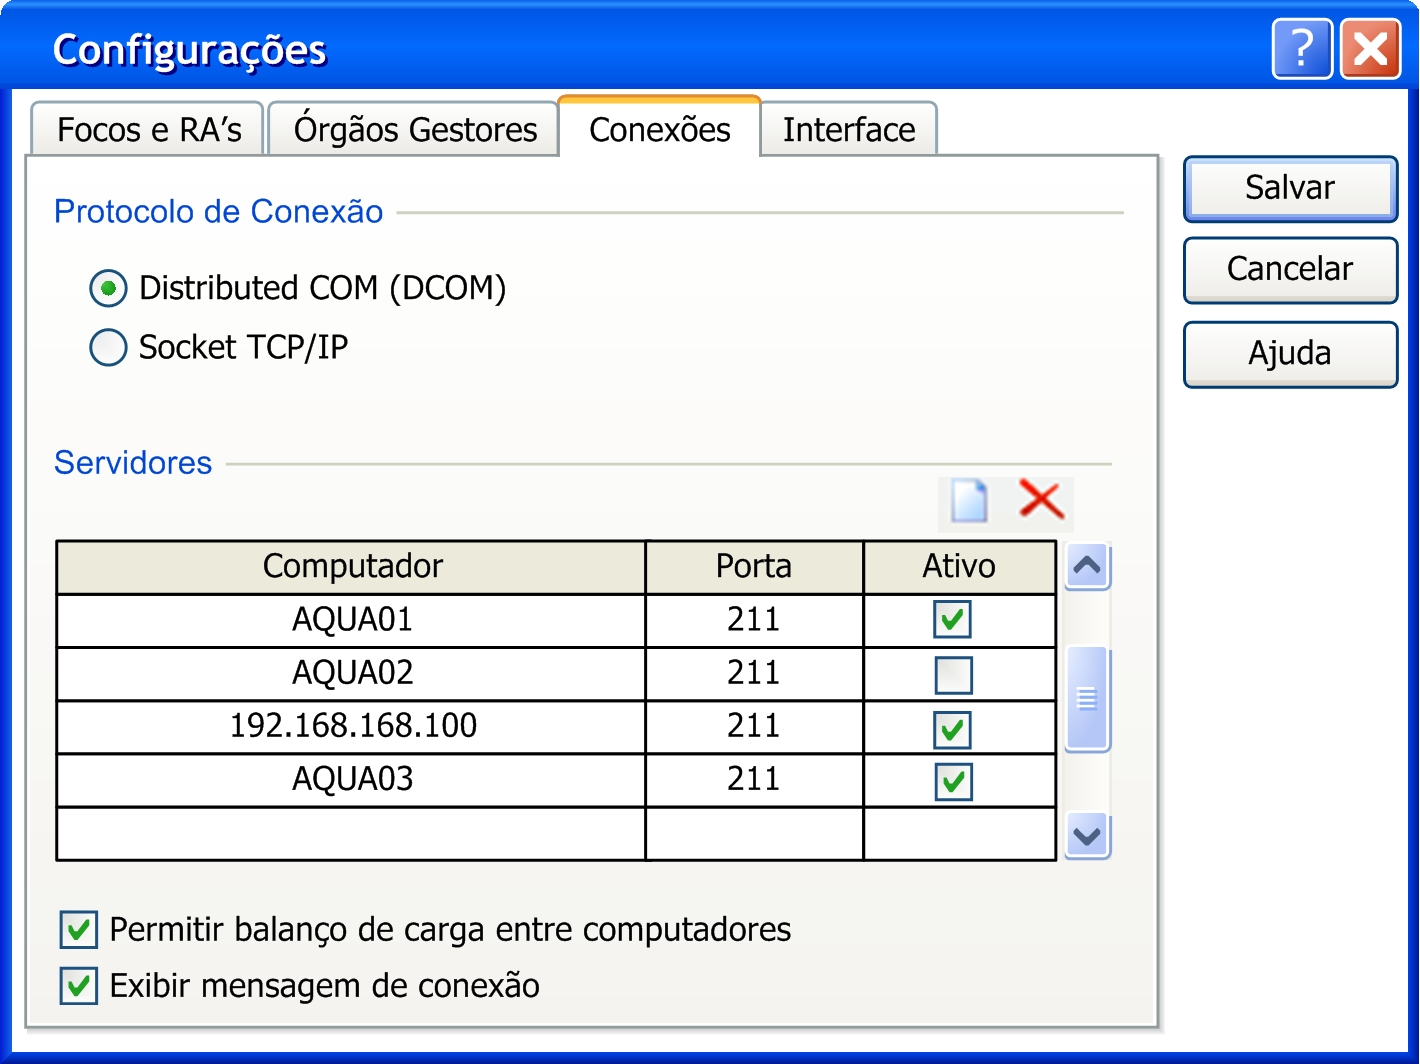 Configurações
?
Focos e RA’s Órgãos Gestores Conexões Interface
Salvar
Cancelar
Ajuda
Protocolo de Conexão
Distributed COM (DCOM)
Socket TCP/IP
Servidores
Computador Porta Ativo
AQUA01 211
AQUA02 211
192.168.168.100 211
AQUA03 211
Permitir balanço de carga entre computadores
Exibir mensagem de conexão